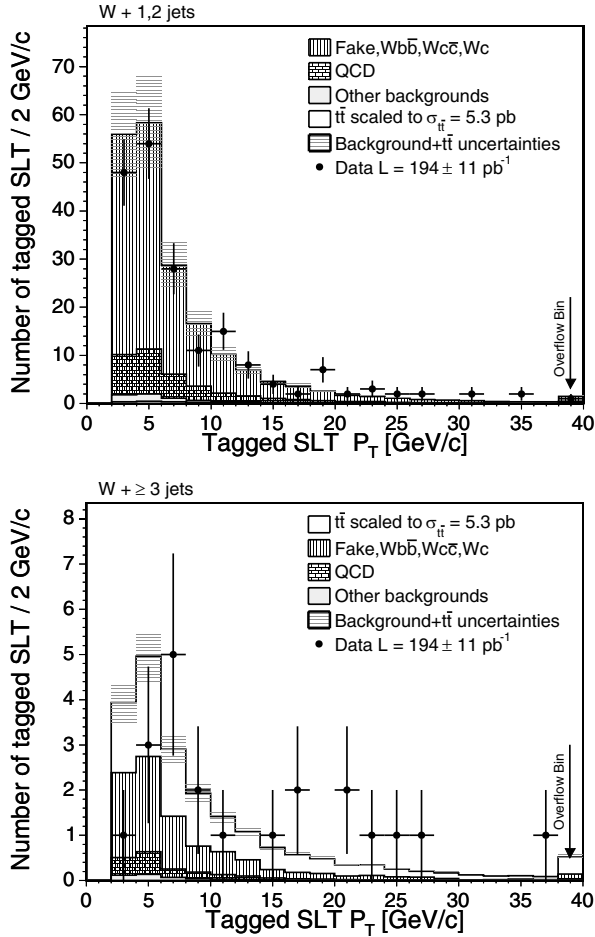 W + 1,2 jets
Number of tagged SLT / 2 GeV/c
70
60
50
40
30
20
10
0
Fake,Wbb̅,Wcc̅,Wc
QCD
Other backgrounds
tt̅ scaled to σtt̅ = 5.3 pb
Background+tt̅ uncertainties
Data L = 194 ± 11 pb⁻¹
Overflow Bin
0 5 10 15 20 25 30 35 40
Tagged SLT PT [GeV/c]
W + ≥ 3 jets
Number of tagged SLT / 2 GeV/c
8
7
6
5
4
3
2
1
0
tt̅ scaled to σtt̅ = 5.3 pb
Fake,Wbb̅,Wcc̅,Wc
QCD
Other backgrounds
Background+tt̅ uncertainties
Data L = 194 ± 11 pb⁻¹
Overflow Bin
0 5 10 15 20 25 30 35 40
Tagged SLT PT [GeV/c]